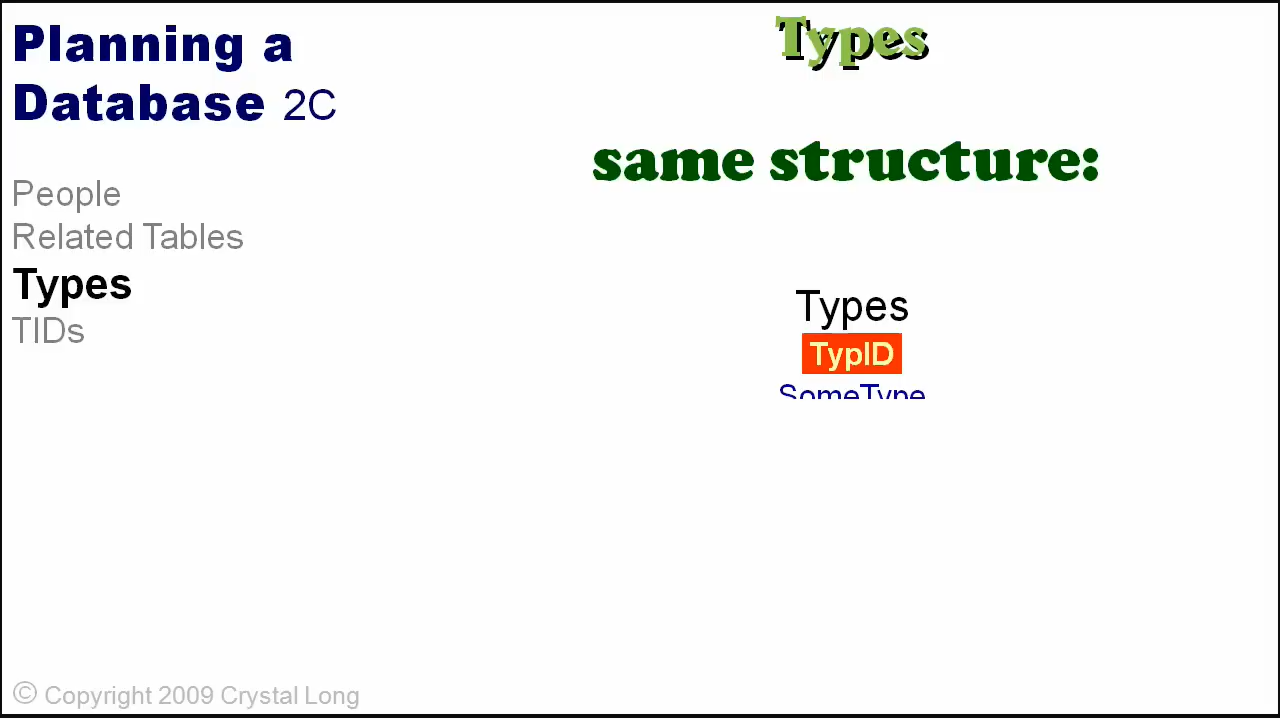 Planning a
Database 2C
People
Related Tables
Types
TIDs
Types
same structure:
Types
TypID
SomeType
© Copyright 2009 Crystal Long